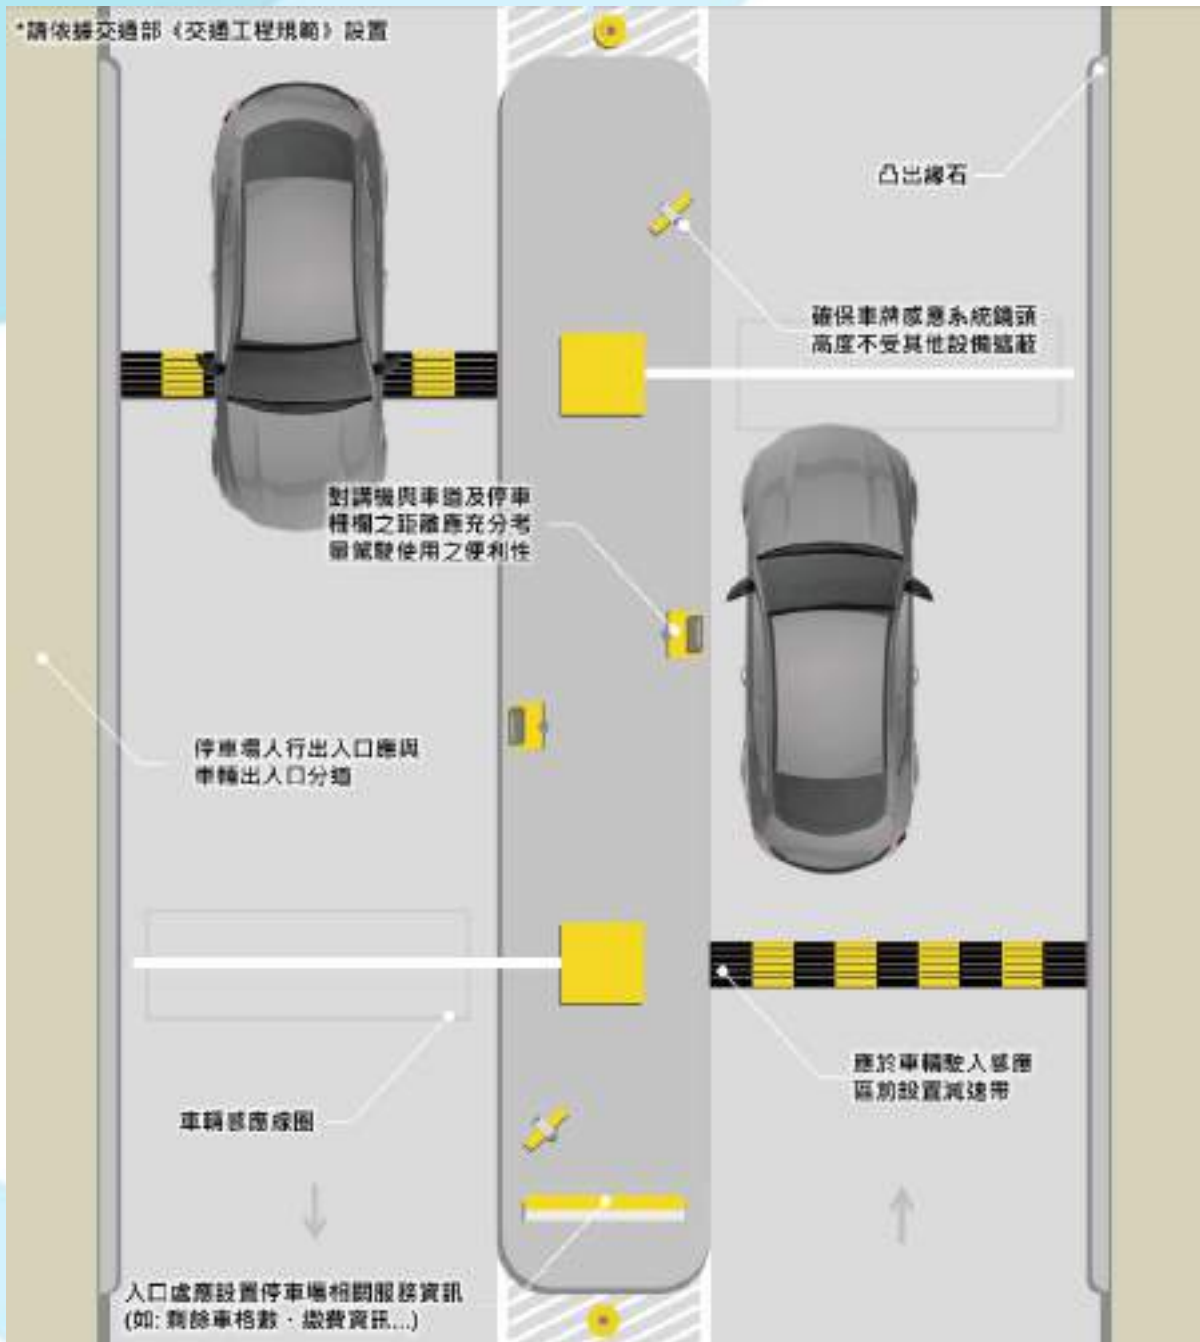 *請依據交通部《交通工程規範》設置
凸出緣石
確保車牌感應系統鏡頭
高度不受其他設備遮蔽
對講機與車道及停車
柵欄之距離應充分考
量駕駛使用之便利性
停車場人行出入口應與
車輛出入口分道
應於車輛駛入感應
區前設置減速帶
車輛感應線圈
入口處應設置停車場相關服務資訊
(如: 剩餘車格數、繳費資訊...)